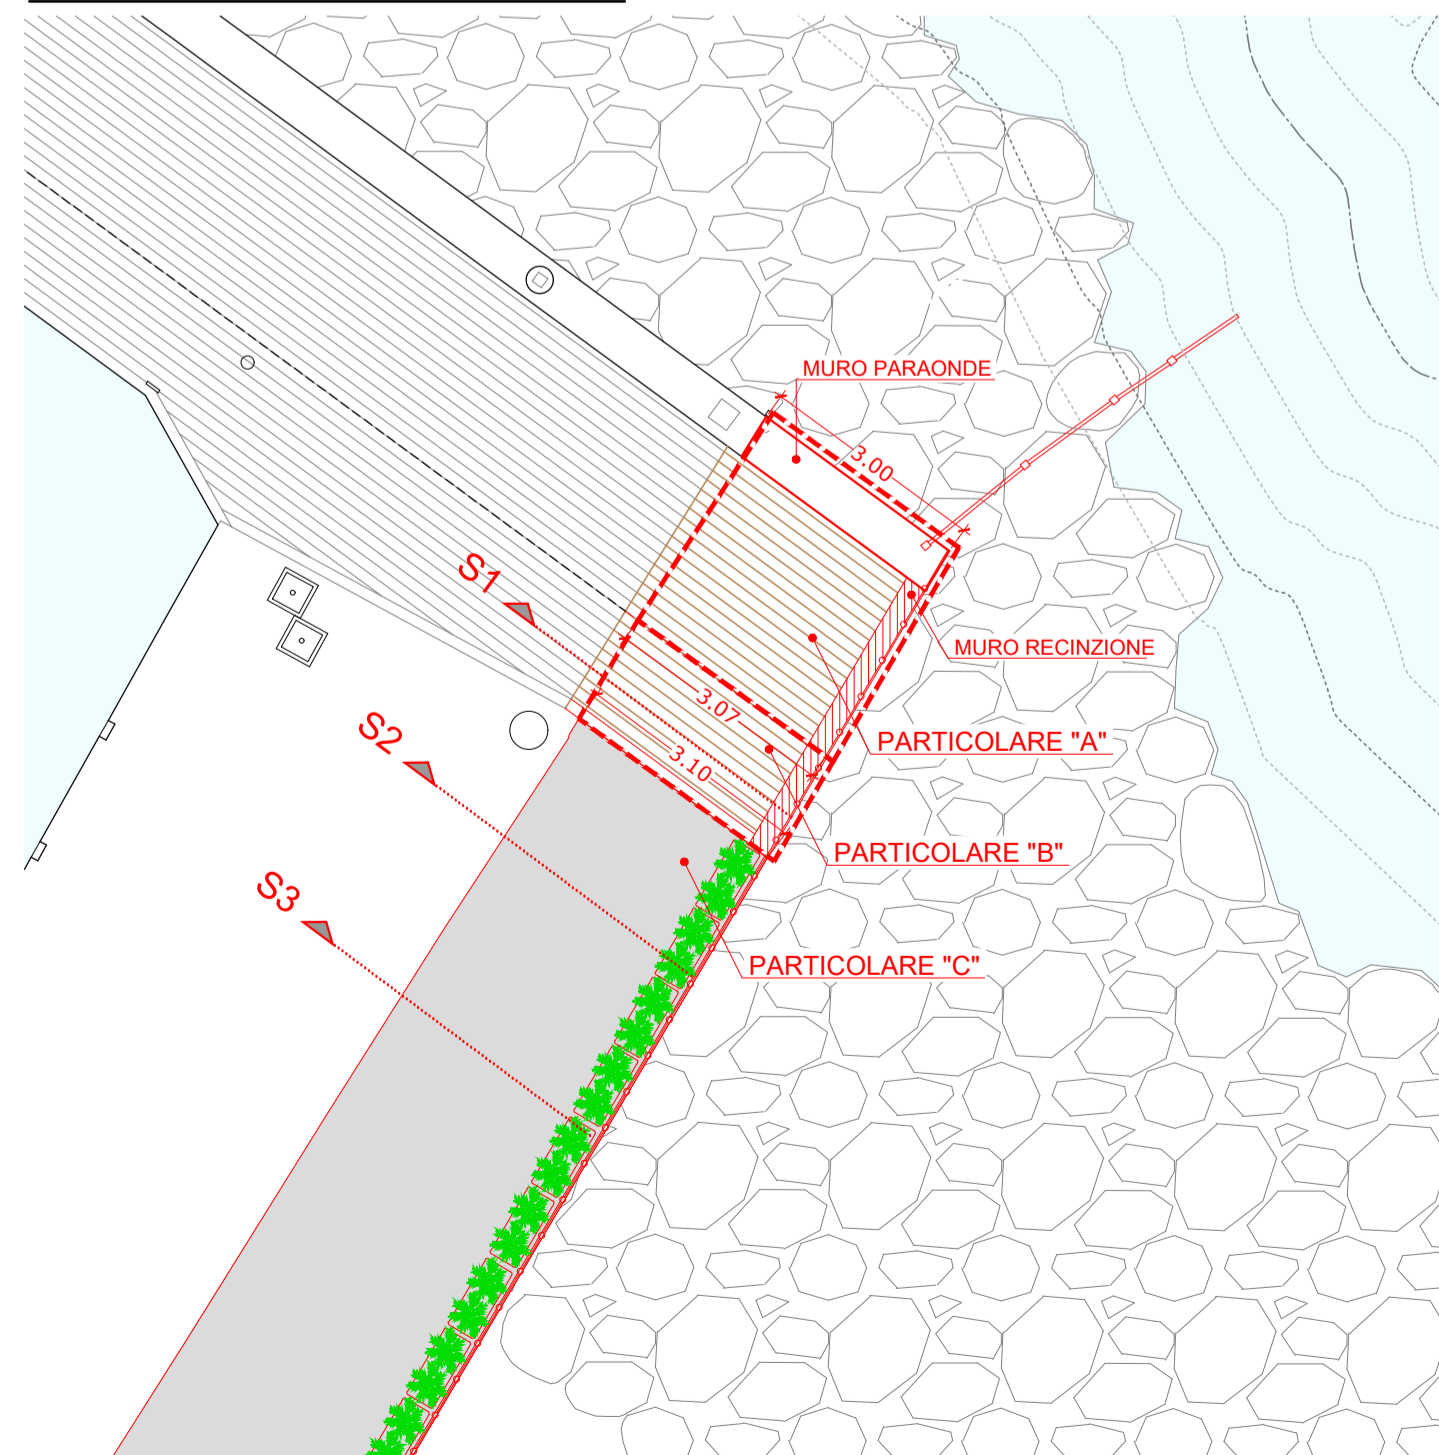 MURO PARAONDE
3.00
S1
MURO RECINZIONE
3.07
S2
PARTICOLARE "A"
3.10
PARTICOLARE "B"
S3
PARTICOLARE "C"